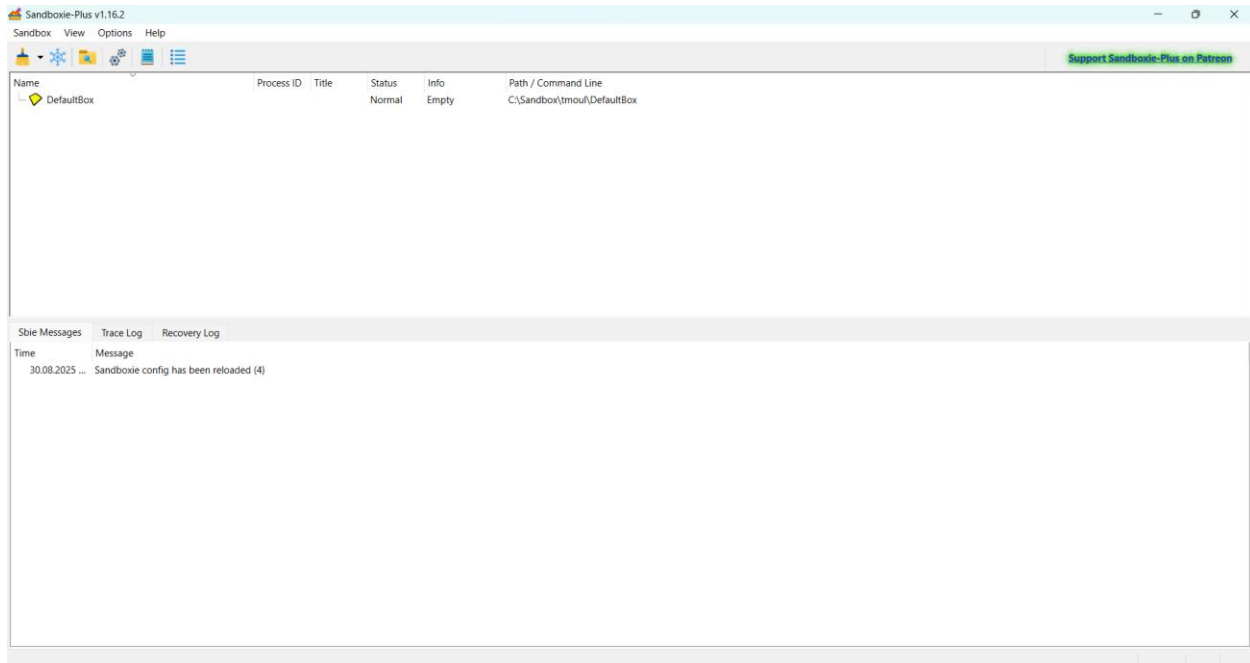 Sandboxie-Plus v1.16.2
Sandbox View Options Help
Support Sandboxie-Plus on Patreon
Name Process ID Title Status Info Path / Command Line
DefaultBox Normal Empty C:\Sandbox\tmoul\DefaultBox
Sbie Messages Trace Log Recovery Log
Time Message
30.08.2025 ... Sandboxie config has been reloaded (4)